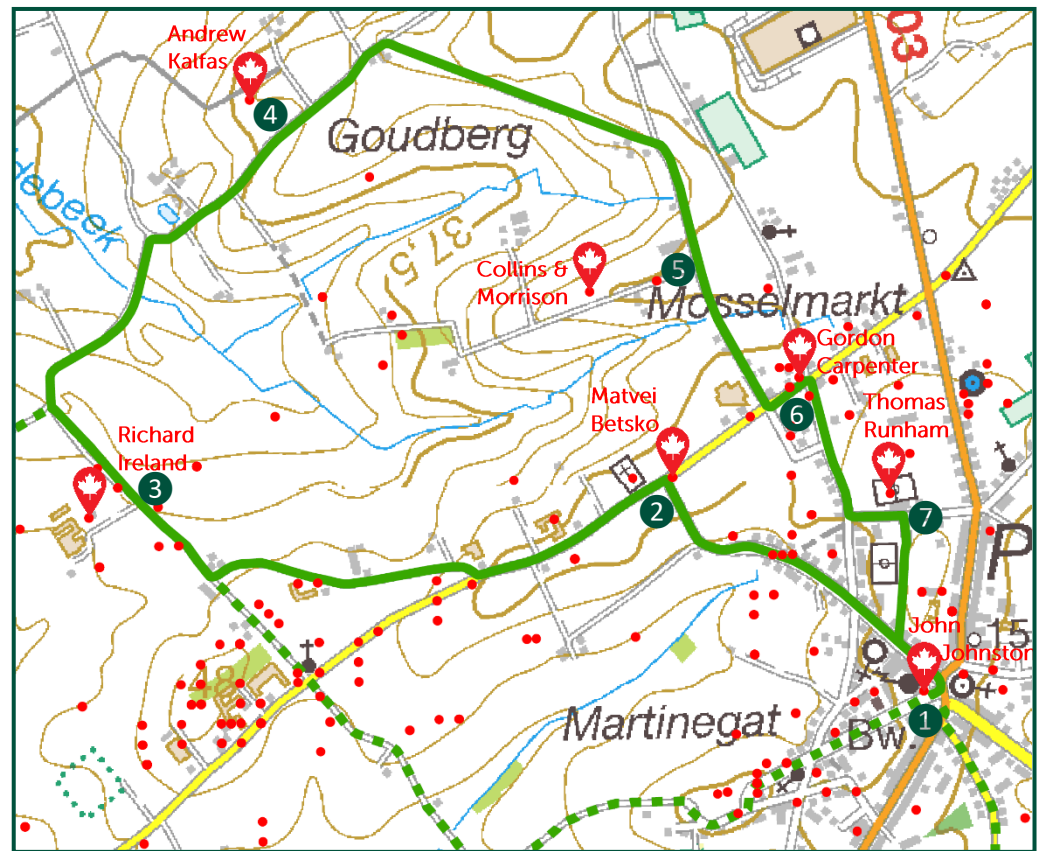 Andrew
Kalfas
4
Goudberg
03
debeek
37,5
Collins &
Morrison
5
Mosselmarkt
Gordon
Carpenter
Matvei
Betsko
6
Thomas
Runham
Richard
Ireland
3
2
7
P
John
Johnston
15
48
Martinegat
Bw.
1